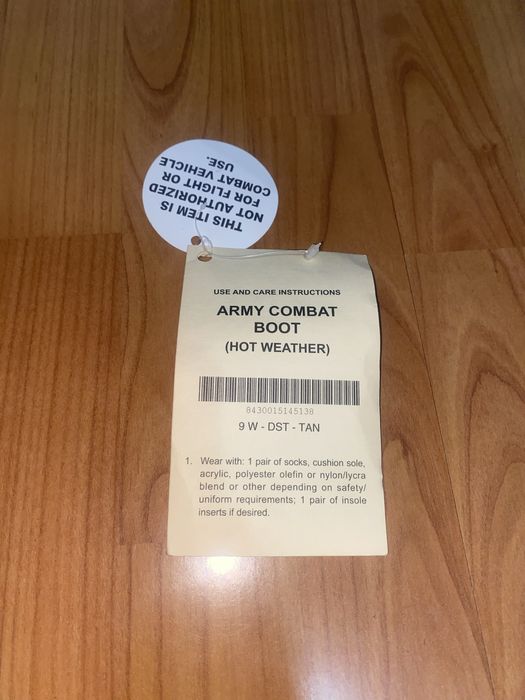 THIS ITEM IS
NOT AUTHORIZED
FOR FLIGHT OR
COMBAT VEHICLE
USE.
USE AND CARE INSTRUCTIONS
ARMY COMBAT
BOOT
(HOT WEATHER)
8430015145138
9 W - DST - TAN
1. Wear with: 1 pair of socks, cushion sole,
acrylic, polyester olefin or nylon/lycra
blend or other depending on safety/
uniform requirements; 1 pair of insole
inserts if desired.